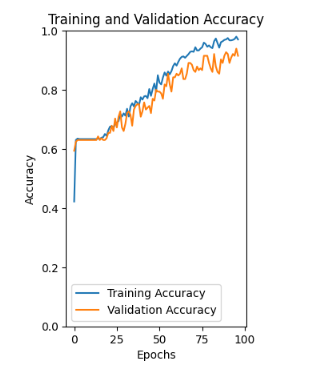 Training and Validation Accuracy
1.0
0.8
0.6
0.4
0.2
0.0
Accuracy
Training Accuracy
Validation Accuracy
0 25 50 75 100
Epochs